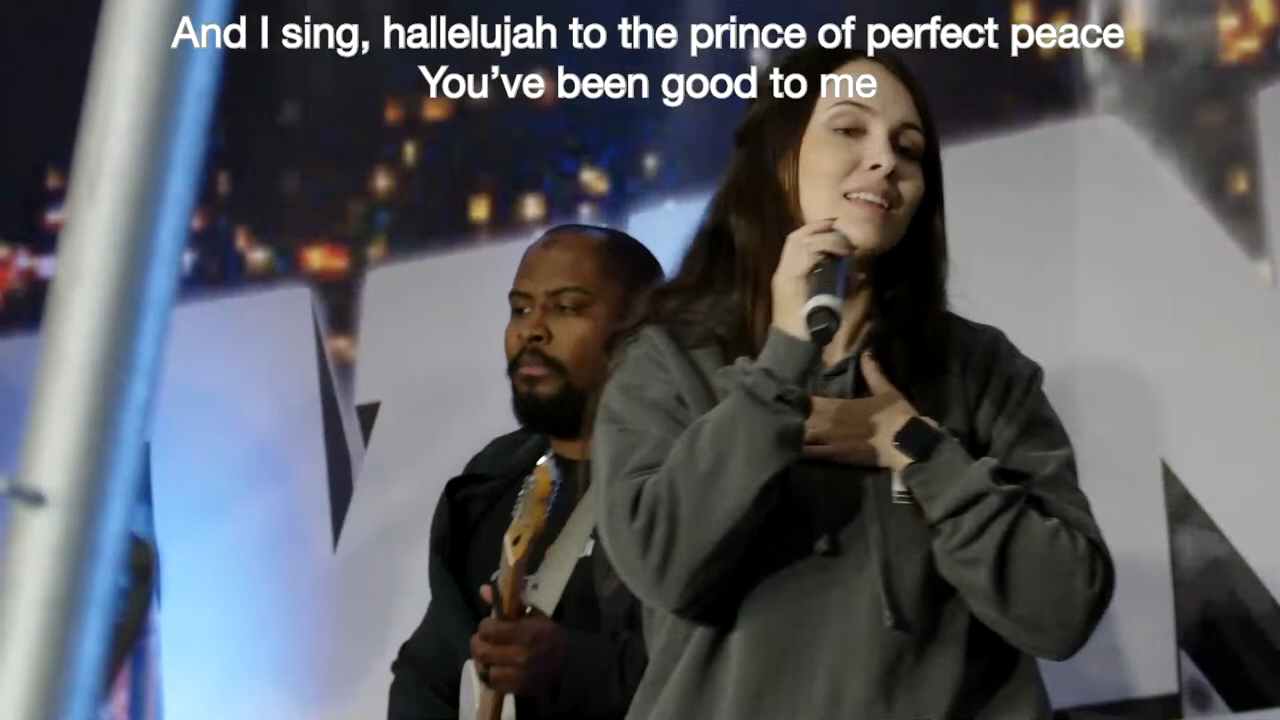 And I sing, hallelujah to the prince of perfect peace
You've been good to me